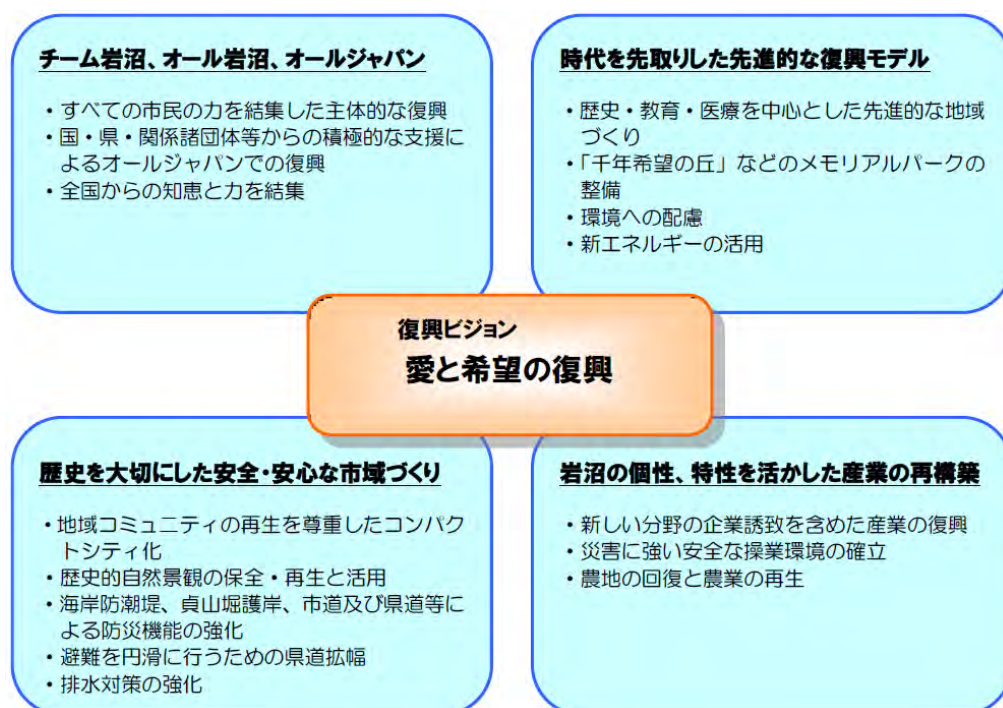 チーム岩沼、オール岩沼、オールジャパン
・すべての市民の力を結集した主体的な復興
・国・県・関係諸団体等からの積極的な支援に
よるオールジャパンでの復興
・全国からの知恵と力を結集
時代を先取りした先進的な復興モデル
・歴史・教育・医療を中心とした先進的な地域
づくり
・「千年希望の丘」などのメモリアルパークの
整備
・環境への配慮
・新エネルギーの活用
復興ビジョン
愛と希望の復興
歴史を大切にした安全・安心な市域づくり
・地域コミュニティの再生を尊重したコンパク
トシティ化
・歴史的自然景観の保全・再生と活用
・海岸防潮堤、貞山堀護岸、市道及び県道等に
よる防災機能の強化
・避難を円滑に行うための県道拡幅
・排水対策の強化
岩沼の個性、特性を活かした産業の再構築
・新しい分野の企業誘致を含めた産業の復興
・災害に強い安全な操業環境の確立
・農地の回復と農業の再生